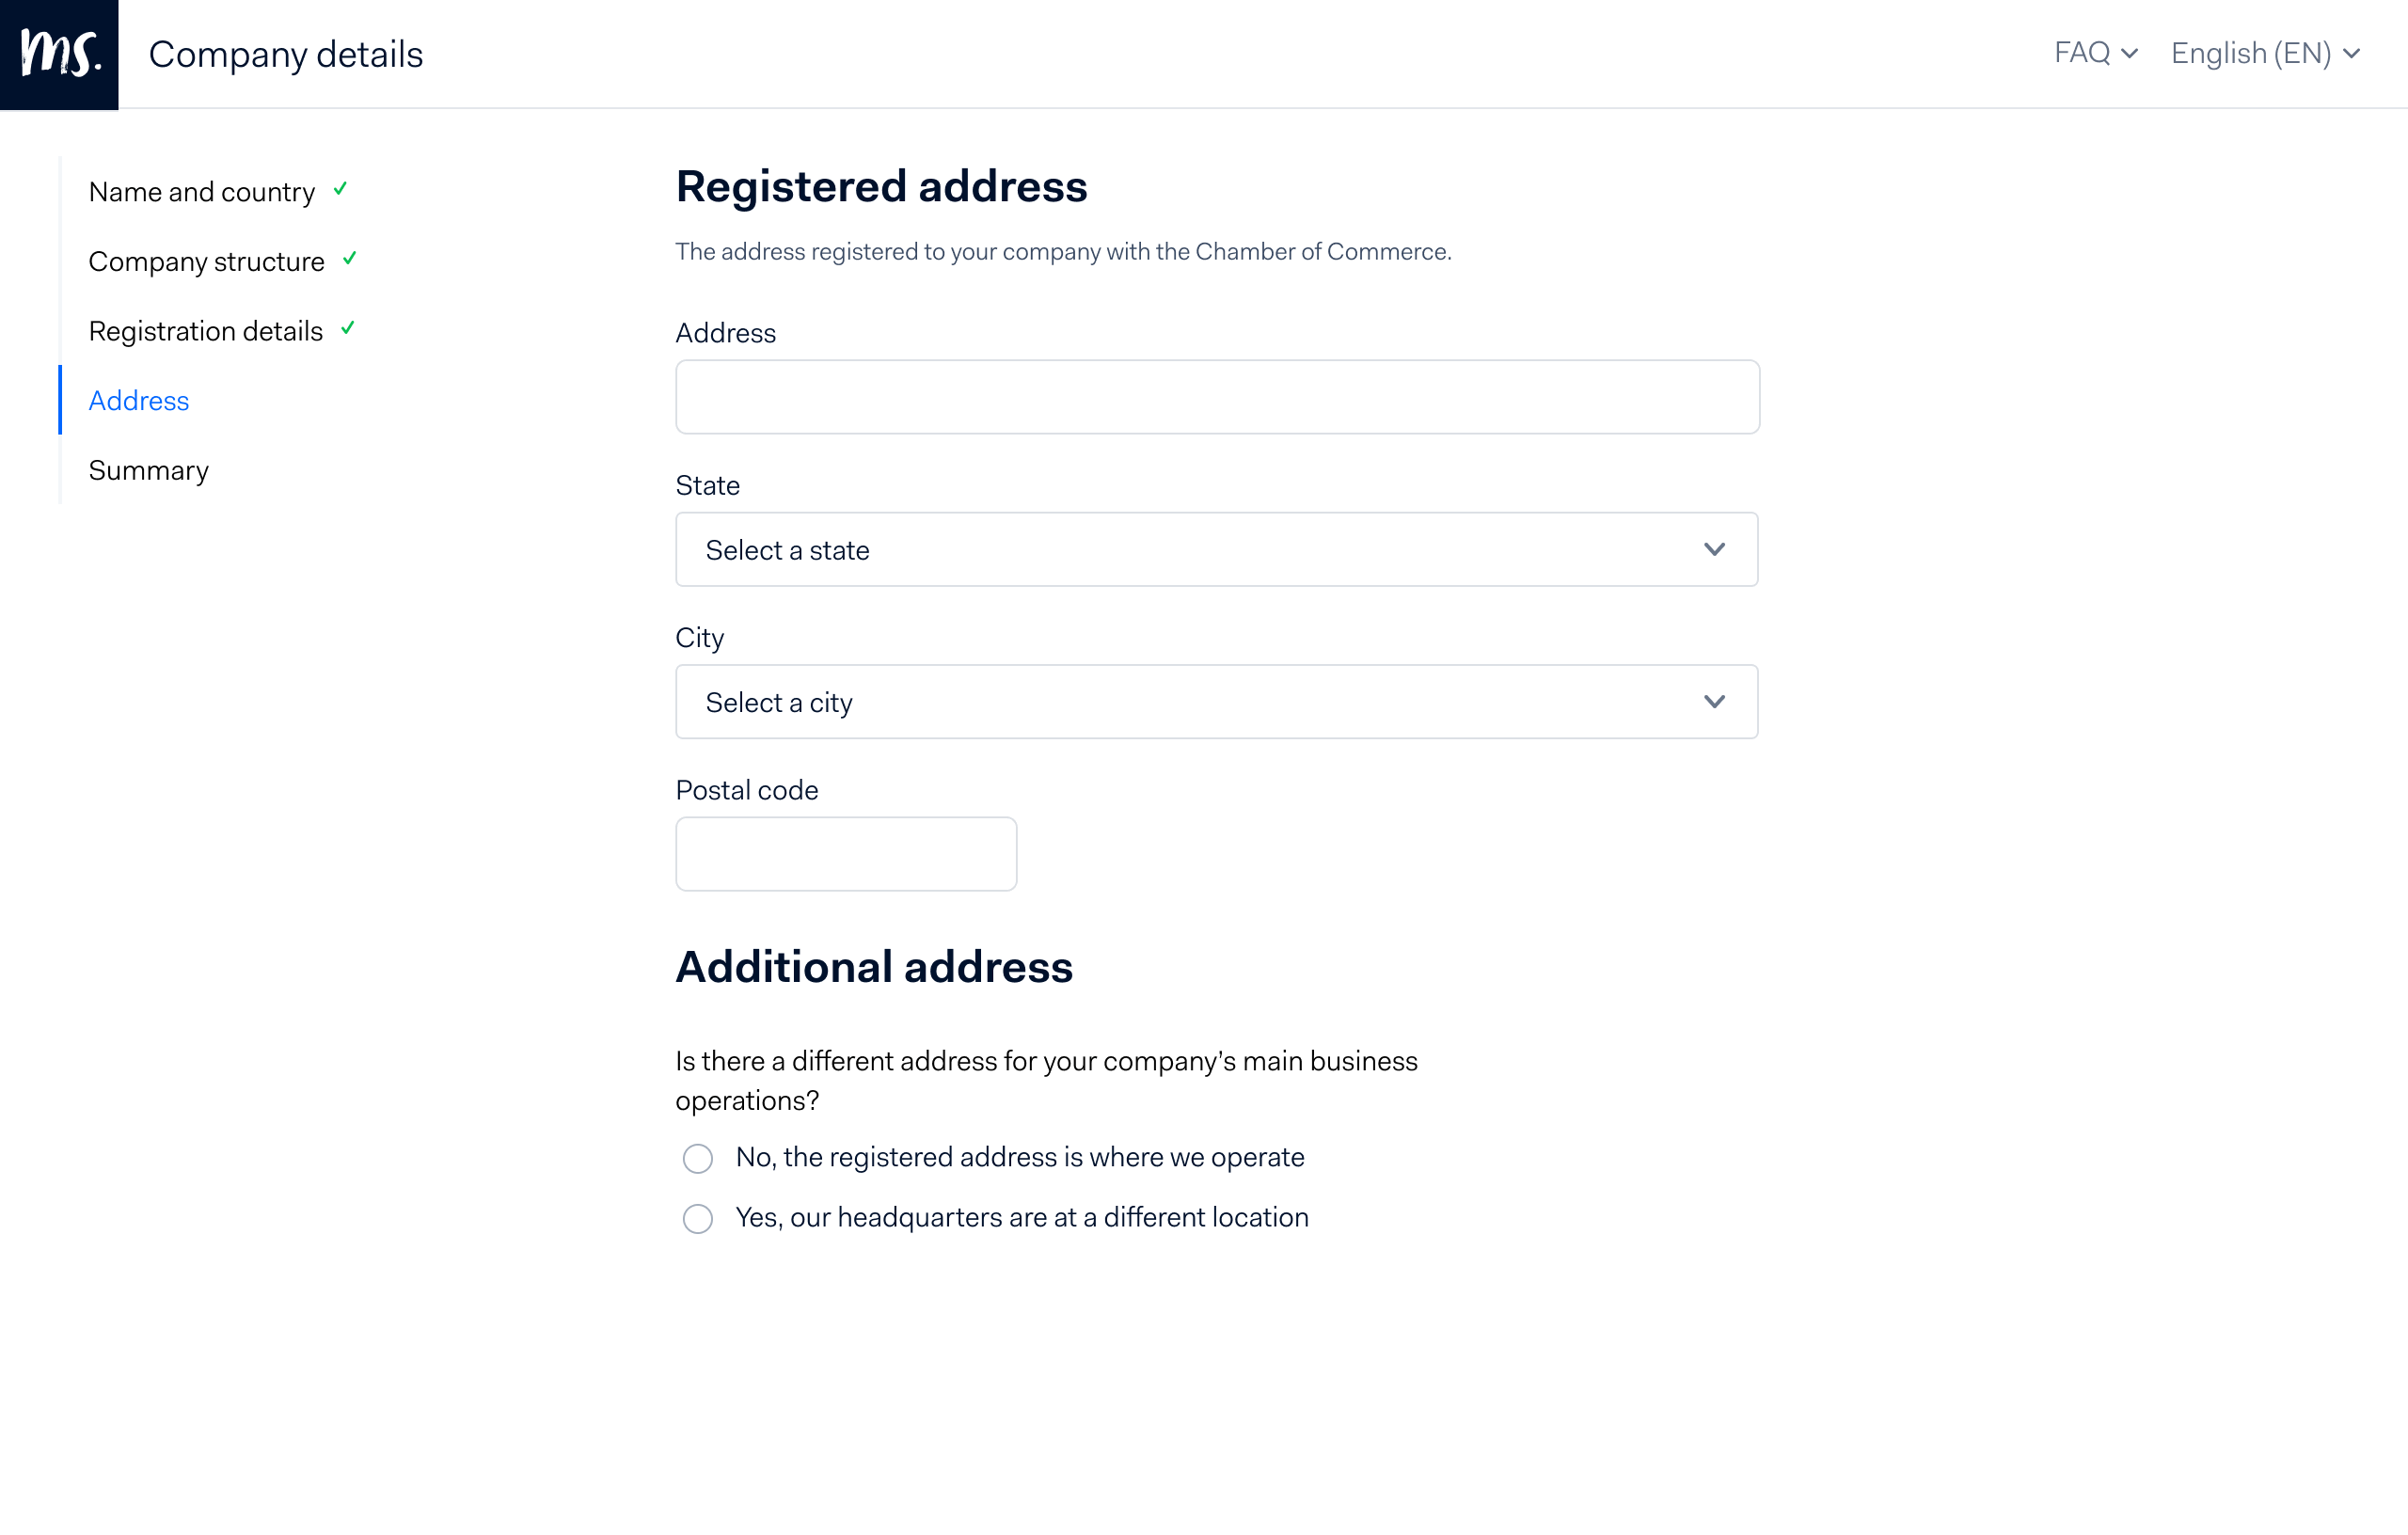 ms.
Company details
FAQ
English (EN)
Name and country
Company structure
Registration details
Address
Summary
Registered address
The address registered to your company with the Chamber of Commerce.
Address
State
Select a state
City
Select a city
Postal code
Additional address
Is there a different address for your company’s main business
operations?
No, the registered address is where we operate
Yes, our headquarters are at a different location